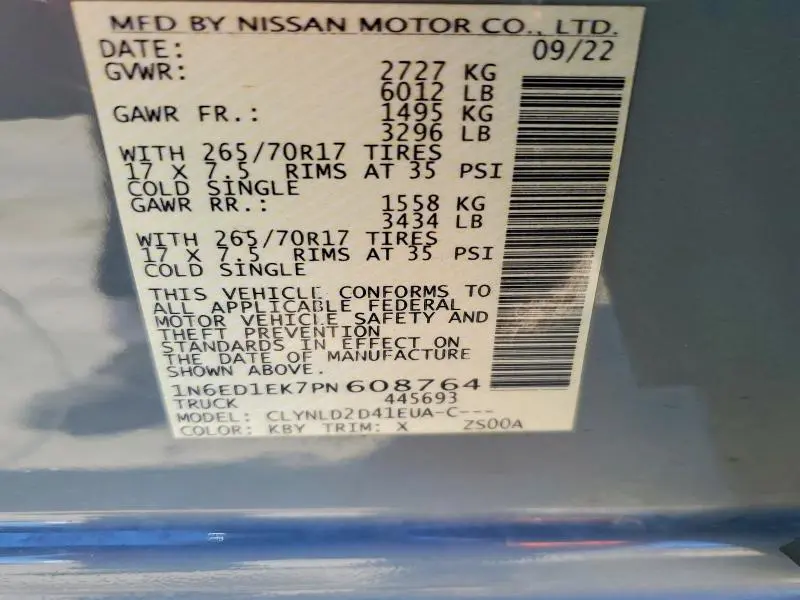 MFD BY NISSAN MOTOR CO., LTD.
DATE: 09/22
GVWR: 2727 KG
6012 LB
GAWR FR.: 1495 KG
3296 LB
WITH 265/70R17 TIRES
17 X 7.5 RIMS AT 35 PSI
COLD SINGLE
GAWR RR.: 1558 KG
3434 LB
WITH 265/70R17 TIRES
17 X 7.5 RIMS AT 35 PSI
COLD SINGLE
THIS VEHICLE CONFORMS TO
ALL APPLICABLE FEDERAL
MOTOR VEHICLE SAFETY AND
THEFT PREVENTION
STANDARDS IN EFFECT ON
THE DATE OF MANUFACTURE
SHOWN ABOVE.
1N6ED1EK7PN608764
TRUCK 445693
MODEL: CLYNLD2D41EUA-C---
COLOR: KBY TRIM: X ZS00A